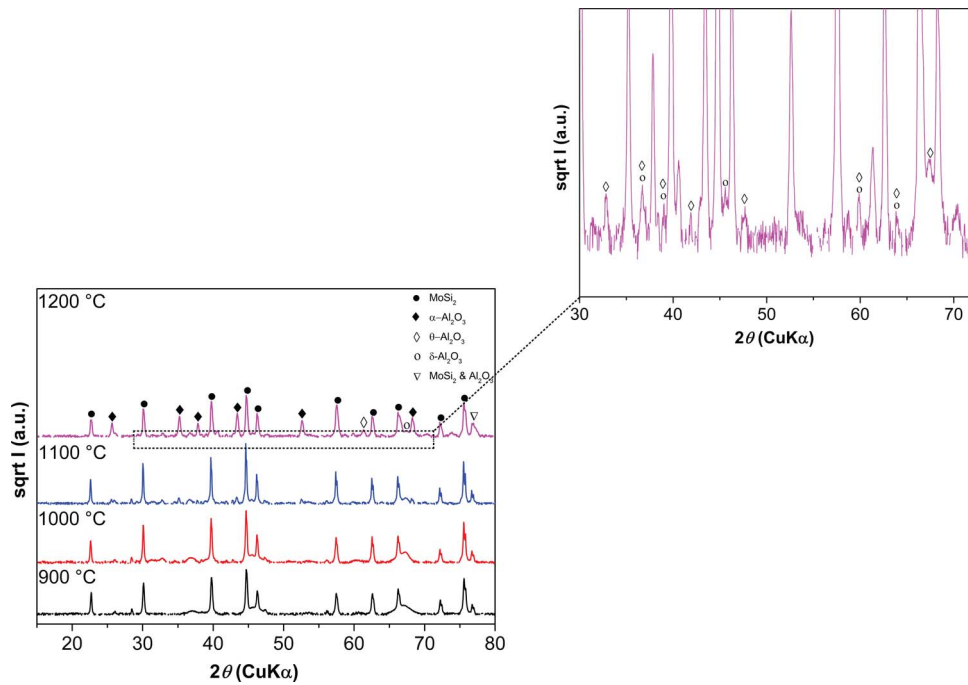 sqrt I (a.u.)
30 40 50 60 70
2θ (CuKα)
o
o
o
o
o
1200 °C
● MoSi₂
◆ α–Al₂O₃
◊ θ–Al₂O₃
o δ-Al₂O₃
▽ MoSi₂ & Al₂O₃
o
1100 °C
1000 °C
900 °C
sqrt I (a.u.)
20 30 40 50 60 70 80
2θ (CuKα)